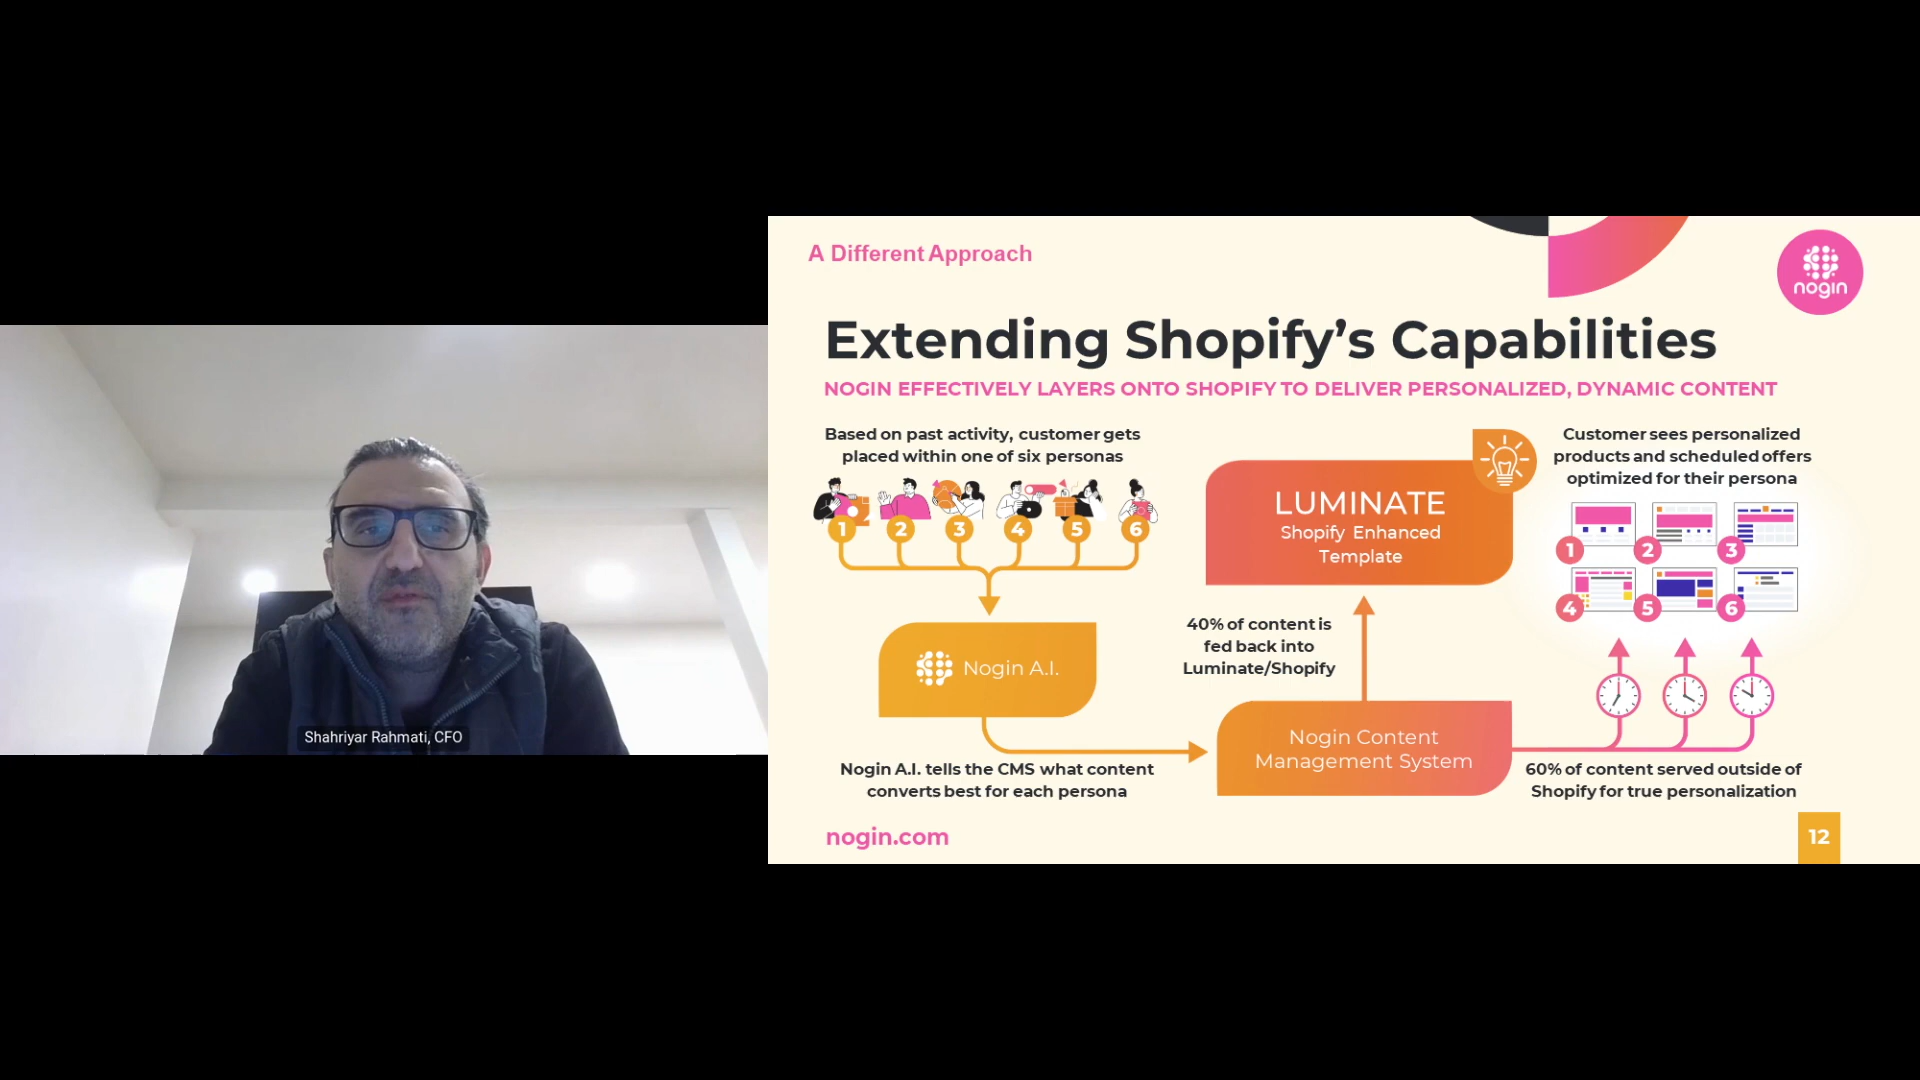 Shahriyar Rahmati, CFO
A Different Approach
nogin
Extending Shopify's Capabilities
NOGIN EFFECTIVELY LAYERS ONTO SHOPIFY TO DELIVER PERSONALIZED, DYNAMIC CONTENT
Based on past activity, customer gets
placed within one of six personas
1 2 3 4 5 6
Nogin A.I.
Nogin A.I. tells the CMS what content
converts best for each persona
LUMINATE
Shopify Enhanced
Template
40% of content is
fed back into
Luminate/Shopify
Nogin Content
Management System
Customer sees personalized
products and scheduled offers
optimized for their persona
1 2 3
4 5 6
60% of content served outside of
Shopify for true personalization
nogin.com
12